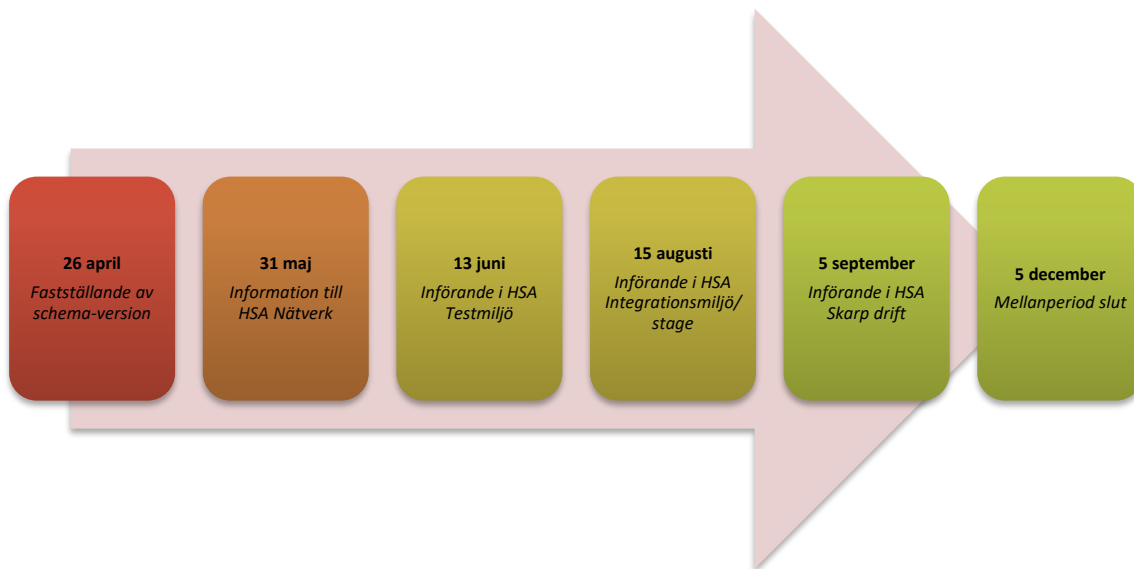 26 april
Fastställande av
schema-version
31 maj
Information till
HSA Nätverk
13 juni
Införande i HSA
Testmiljö
15 augusti
Införande i HSA
Integrationsmiljö/
stage
5 september
Införande i HSA
Skarp drift
5 december
Mellanperiod slut